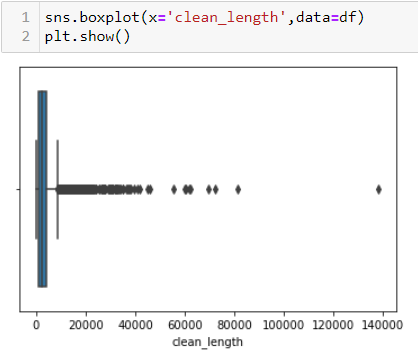 1 sns.boxplot(x='clean_length',data=df)
2 plt.show()
0 20000 40000 60000 80000 100000 120000 140000
clean_length